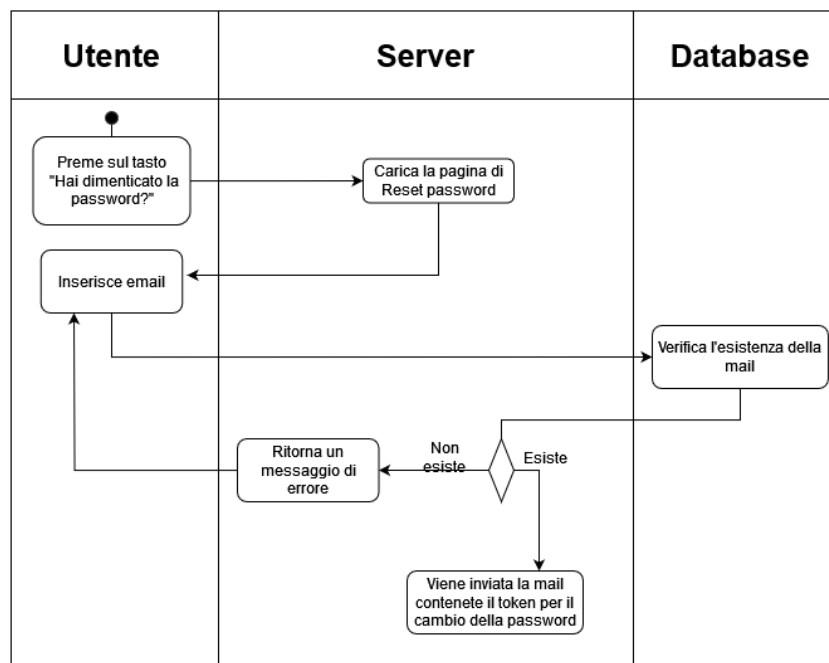 Utente
Server
Database
Preme sul tasto
"Hai dimenticato la
password?"
Carica la pagina di
Reset password
Inserisce email
Verifica l'esistenza della
mail
Non
esiste
Esiste
Ritorna un
messaggio di
errore
Viene inviata la mail
contenete il token per il
cambio della password